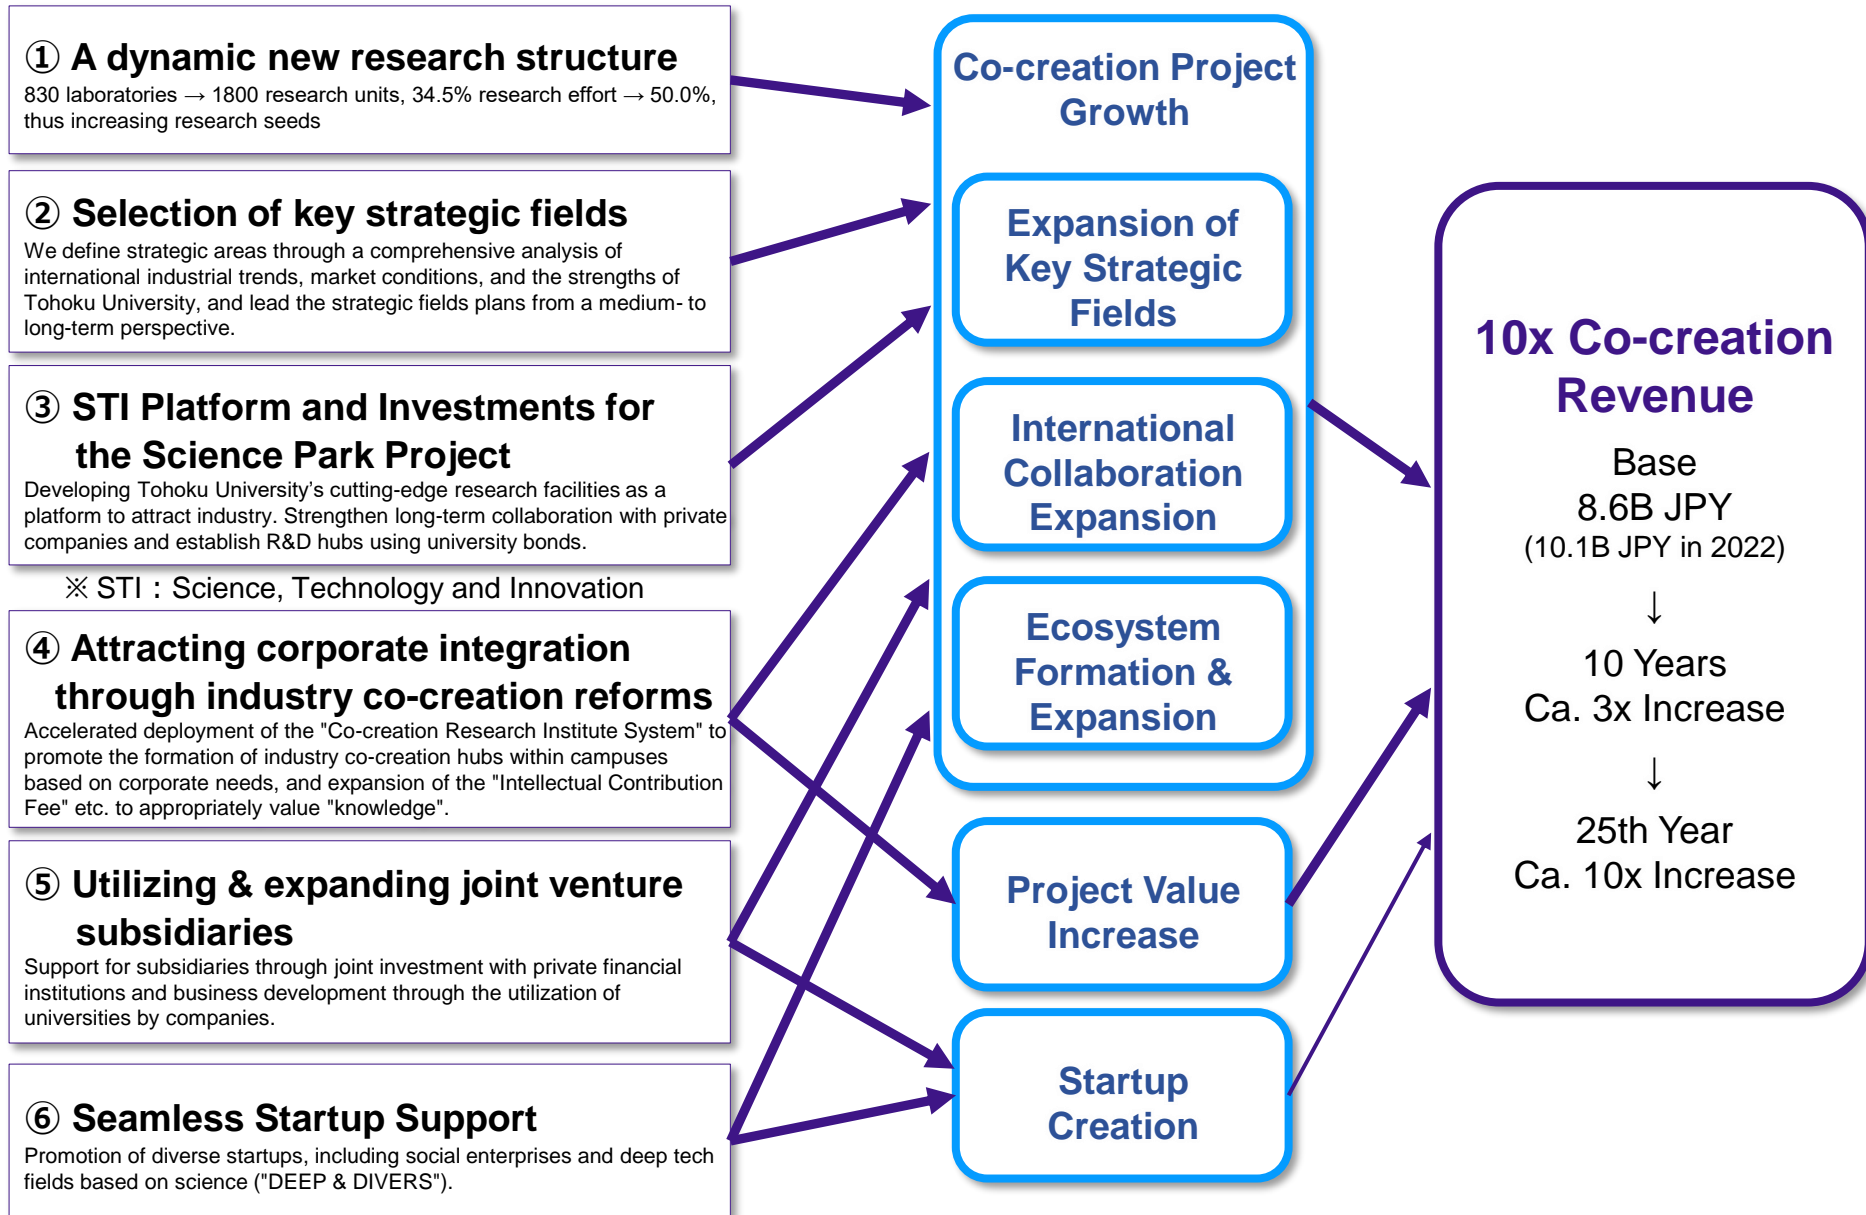 ① A dynamic new research structure
830 laboratories → 1800 research units, 34.5% research effort → 50.0%,
thus increasing research seeds
② Selection of key strategic fields
We define strategic areas through a comprehensive analysis of
international industrial trends, market conditions, and the strengths of
Tohoku University, and lead the strategic fields plans from a medium- to
long-term perspective.
③ STI Platform and Investments for
the Science Park Project
Developing Tohoku University's cutting-edge research facilities as a
platform to attract industry. Strengthen long-term collaboration with private
companies and establish R&D hubs using university bonds.
※ STI：Science, Technology and Innovation
④ Attracting corporate integration
through industry co-creation reforms
Accelerated deployment of the "Co-creation Research Institute System" to
promote the formation of industry co-creation hubs within campuses
based on corporate needs, and expansion of the "Intellectual Contribution
Fee" etc. to appropriately value "knowledge".
⑤ Utilizing & expanding joint venture
subsidiaries
Support for subsidiaries through joint investment with private financial
institutions and business development through the utilization of
universities by companies.
⑥ Seamless Startup Support
Promotion of diverse startups, including social enterprises and deep tech
fields based on science ("DEEP & DIVERS").
Co-creation Project
Growth
Expansion of
Key Strategic
Fields
International
Collaboration
Expansion
Ecosystem
Formation &
Expansion
Project Value
Increase
Startup
Creation
10x Co-creation
Revenue
Base
8.6B JPY
(10.1B JPY in 2022)
↓
10 Years
Ca. 3x Increase
↓
25th Year
Ca. 10x Increase